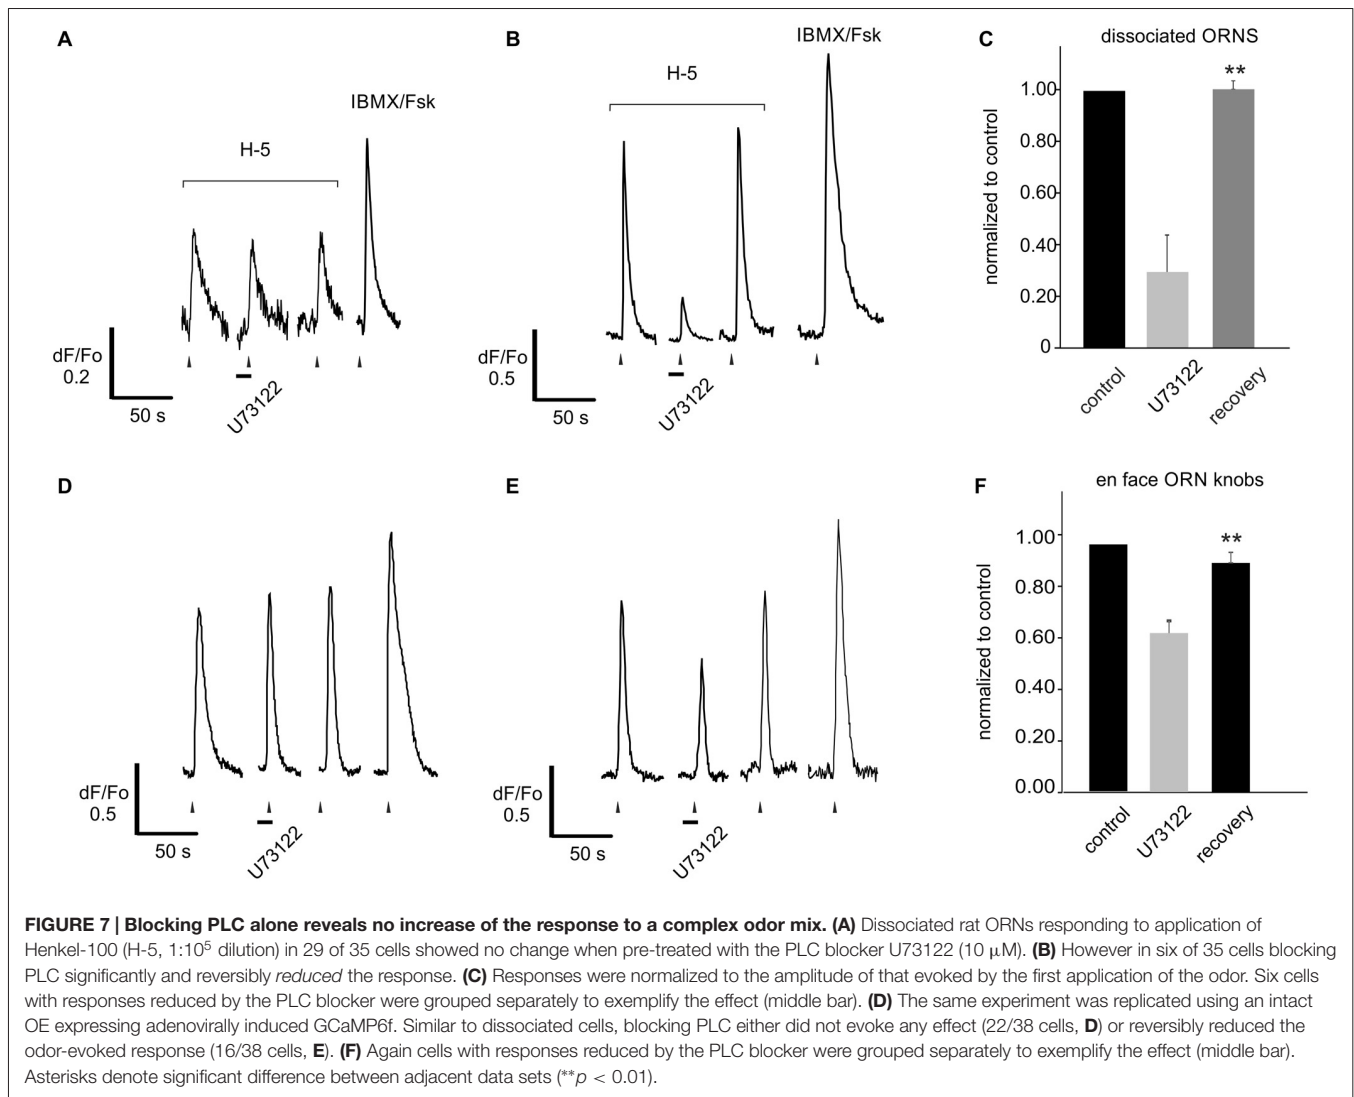 A
B
IBMX/Fsk
C
dissociated ORNS
H-5
IBMX/Fsk
H-5
normalized to control
1.00
0.80
0.60
0.40
0.20
0
**
control
U73122
recovery
dF/Fo
0.2
50 s
U73122
dF/Fo
0.5
50 s
U73122
D
E
F
en face ORN knobs
normalized to control
1.00
0.80
0.60
0.40
0.20
0.00
**
control
U73122
recovery
dF/Fo
0.5
50 s
U73122
dF/Fo
0.5
50 s
U73122
FIGURE 7 | Blocking PLC alone reveals no increase of the response to a complex odor mix. (A) Dissociated rat ORNs responding to application of
Henkel-100 (H-5, 1:10⁵ dilution) in 29 of 35 cells showed no change when pre-treated with the PLC blocker U73122 (10 μM). (B) However in six of 35 cells blocking
PLC significantly and reversibly reduced the response. (C) Responses were normalized to the amplitude of that evoked by the first application of the odor. Six cells
with responses reduced by the PLC blocker were grouped separately to exemplify the effect (middle bar). (D) The same experiment was replicated using an intact
OE expressing adenovirally induced GCaMP6f. Similar to dissociated cells, blocking PLC either did not evoke any effect (22/38 cells, D) or reversibly reduced the
odor-evoked response (16/38 cells, E). (F) Again cells with responses reduced by the PLC blocker were grouped separately to exemplify the effect (middle bar).
Asterisks denote significant difference between adjacent data sets (**p < 0.01).